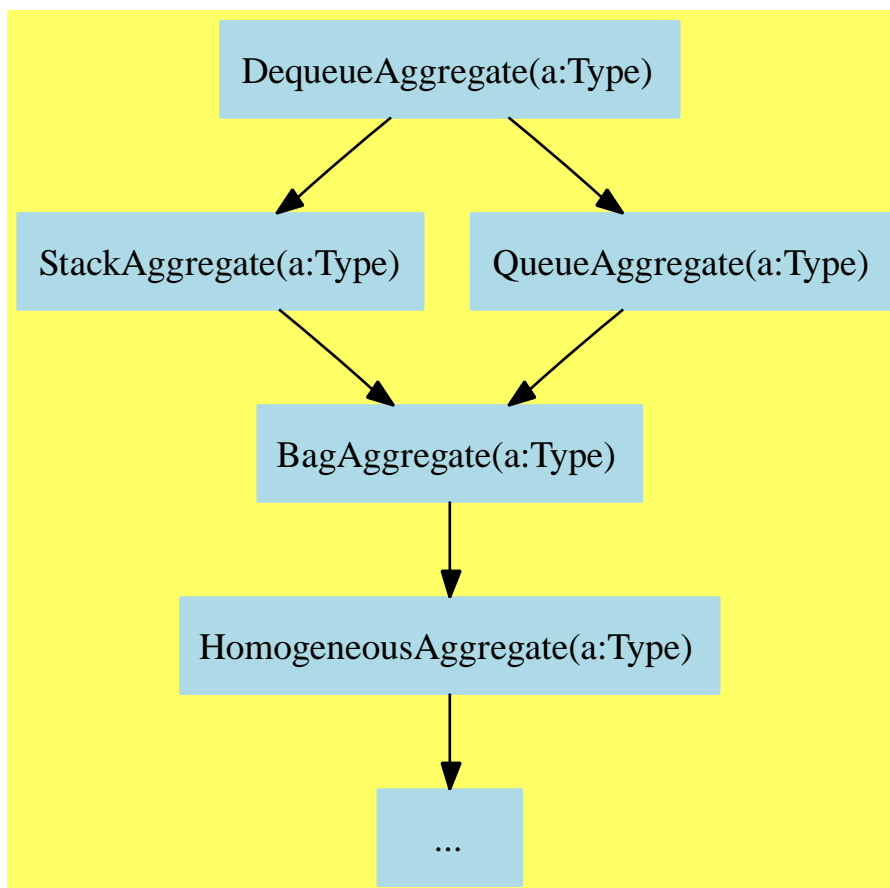 DequeueAggregate(a:Type)
StackAggregate(a:Type)
QueueAggregate(a:Type)
BagAggregate(a:Type)
HomogeneousAggregate(a:Type)
...